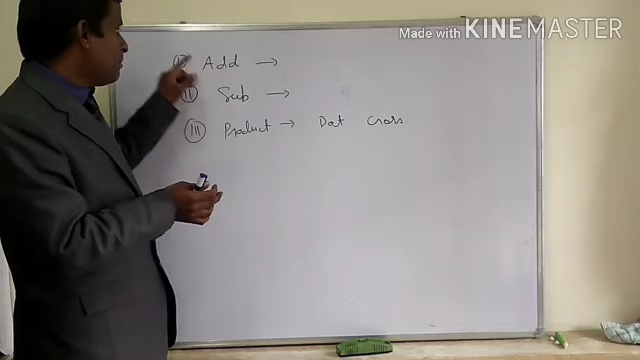 Made with KINEMASTER
(i) Add →
(ii) Sub →
(iii) Product → Dot Cross